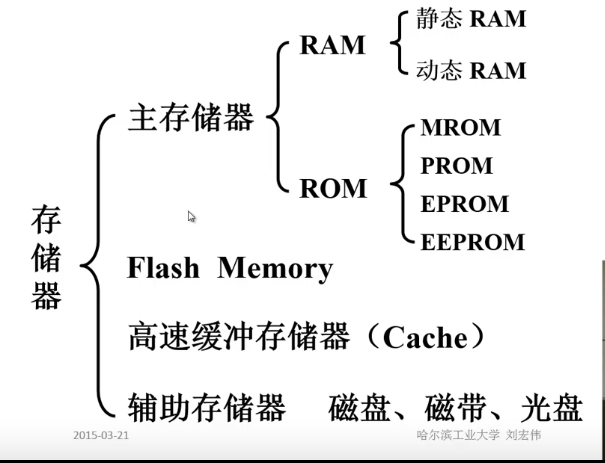 静态 RAM
RAM
动态 RAM
主存储器
MROM
PROM
ROM
EPROM
EEPROM
存储器
Flash Memory
高速缓冲存储器（Cache）
辅助存储器 磁盘、磁带、光盘
2015-03-21
哈尔滨工业大学 刘宏伟